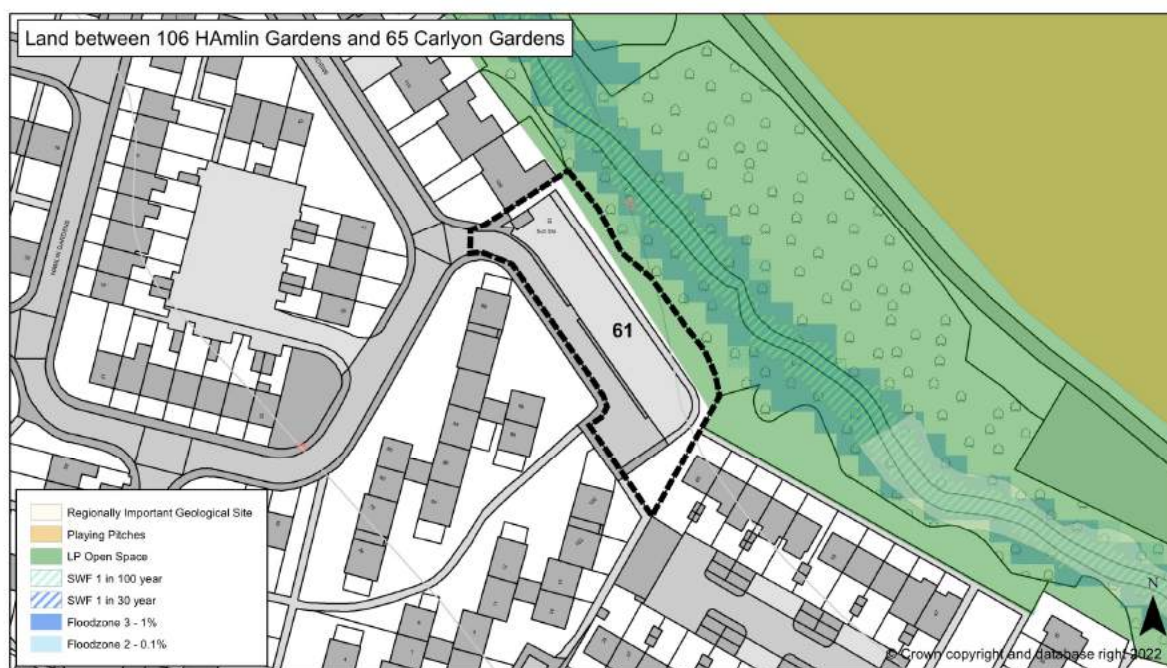 Land between 106 HAmlin Gardens and 65 Carlyon Gardens
61
HAMLIN GARDENS
Regionally Important Geological Site
Playing Pitches
LP Open Space
SWF 1 in 100 year
SWF 1 in 30 year
Floodzone 3 - 1%
Floodzone 2 - 0.1%
N
© Crown copyright and database right 2022